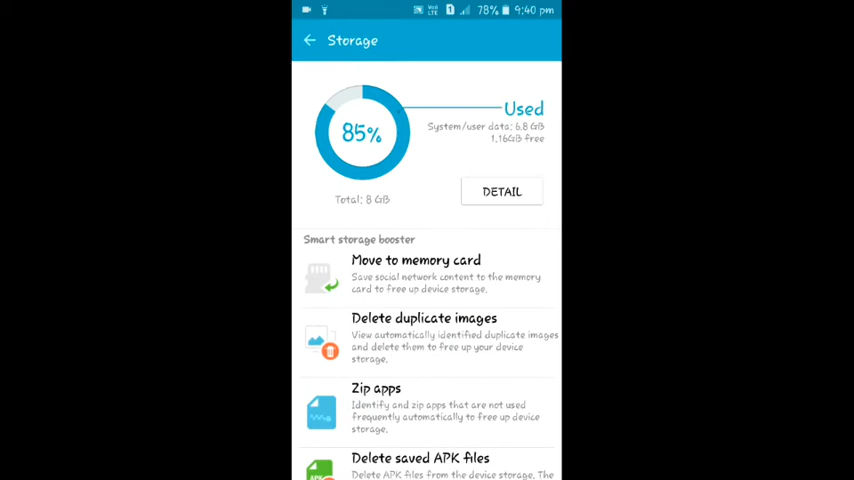 VoLTE 1 78% 9:40 pm
Storage
85%
Used
System/user data: 6.8 GB
1.16GB free
Total: 8 GB
DETAIL
Smart storage booster
Move to memory card
Save social network content to the memory
card to free up device storage.
Delete duplicate images
View automatically identified duplicate images
and delete them to free up your device
storage.
Zip apps
Identify and zip apps that are not used
frequently automatically to free up device
storage.
Delete saved APK files
Delete APK files from the device storage. The